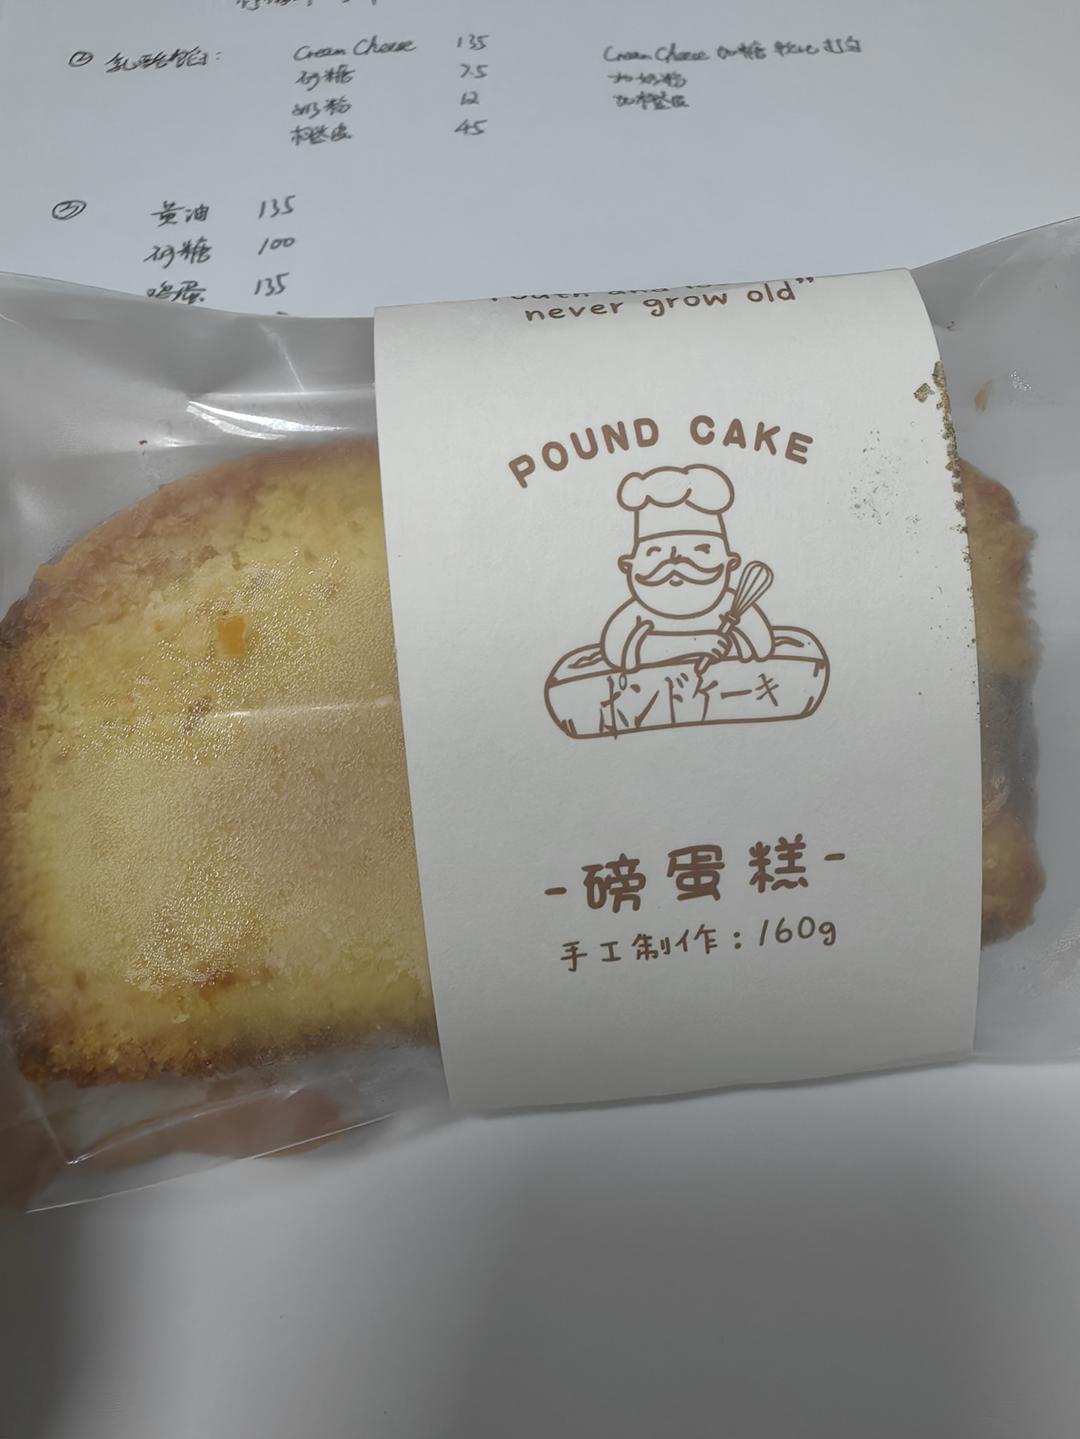 ② 乳酪馅：
Cream Cheese 135
砂糖 75
奶粉 12
橙皮 45
Cream Cheese 加糖 软化打白
加奶粉
加橙皮
③ 黄油 135
砂糖 100
鸡蛋 135
never grow old”
POUND CAKE
ポンドケーキ
-磅蛋糕-
手工制作：160g